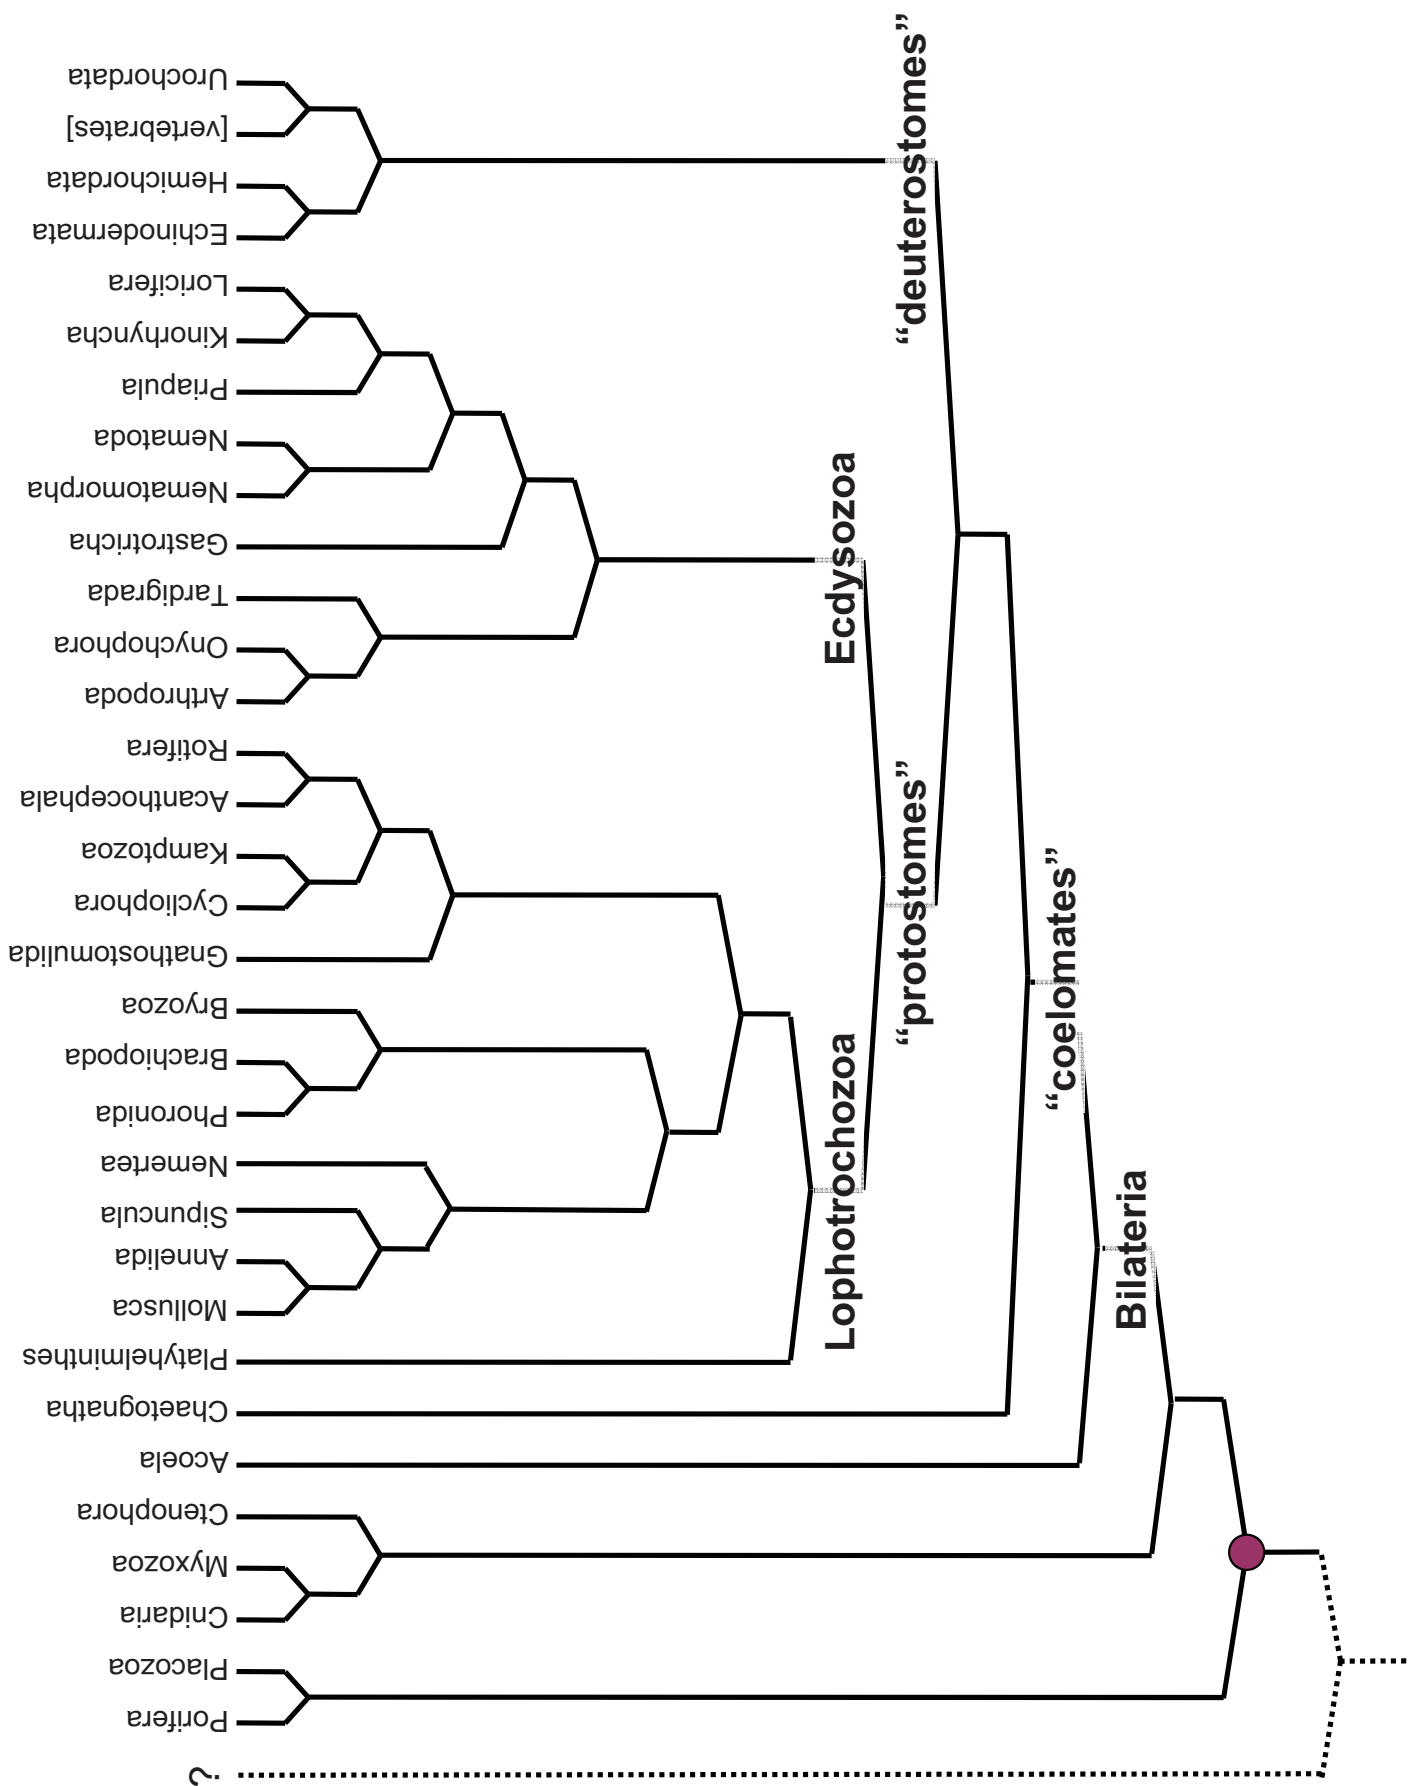 Urochordata
[vertebrates]
Hemichordata
Echinodermata
Loricifera
Kinorhyncha
Priapula
Nematoda
Nematomorpha
Gastrotricha
Tardigrada
Onychophora
Arthropoda
Rotifera
Acanthocephala
Kamptozoa
Cycliophora
Gnathostomulida
Bryozoa
Brachiopoda
Phoronida
Nemertea
Sipuncula
Annelida
Mollusca
Platyhelminthes
Chaetognatha
Acoela
Ctenophora
Myxozoa
Cnidaria
Placozoa
Porifera
?
“deuterostomes”
Ecdysozoa
“protostomes”
Lophotrochozoa
“coelomates”
Bilateria